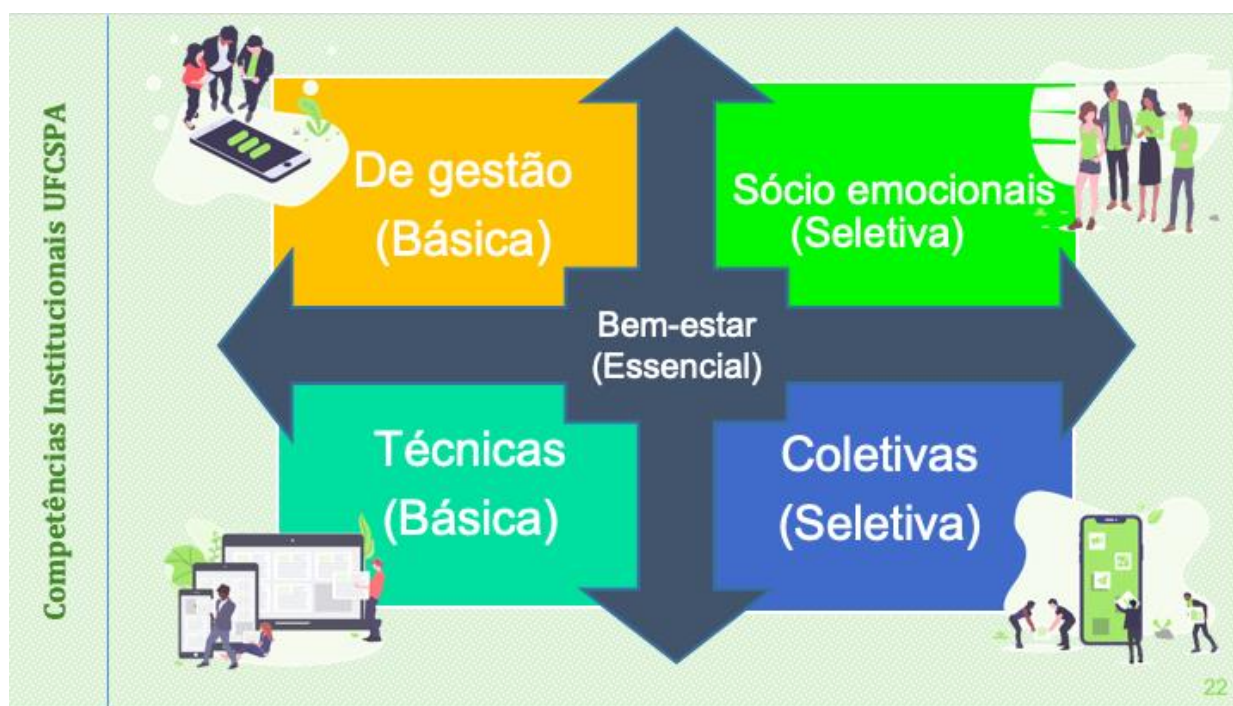 Competências Institucionais UFCSPA
De gestão
(Básica)
Sócio emocionais
(Seletiva)
Bem-estar
(Essencial)
Técnicas
(Básica)
Coletivas
(Seletiva)
22